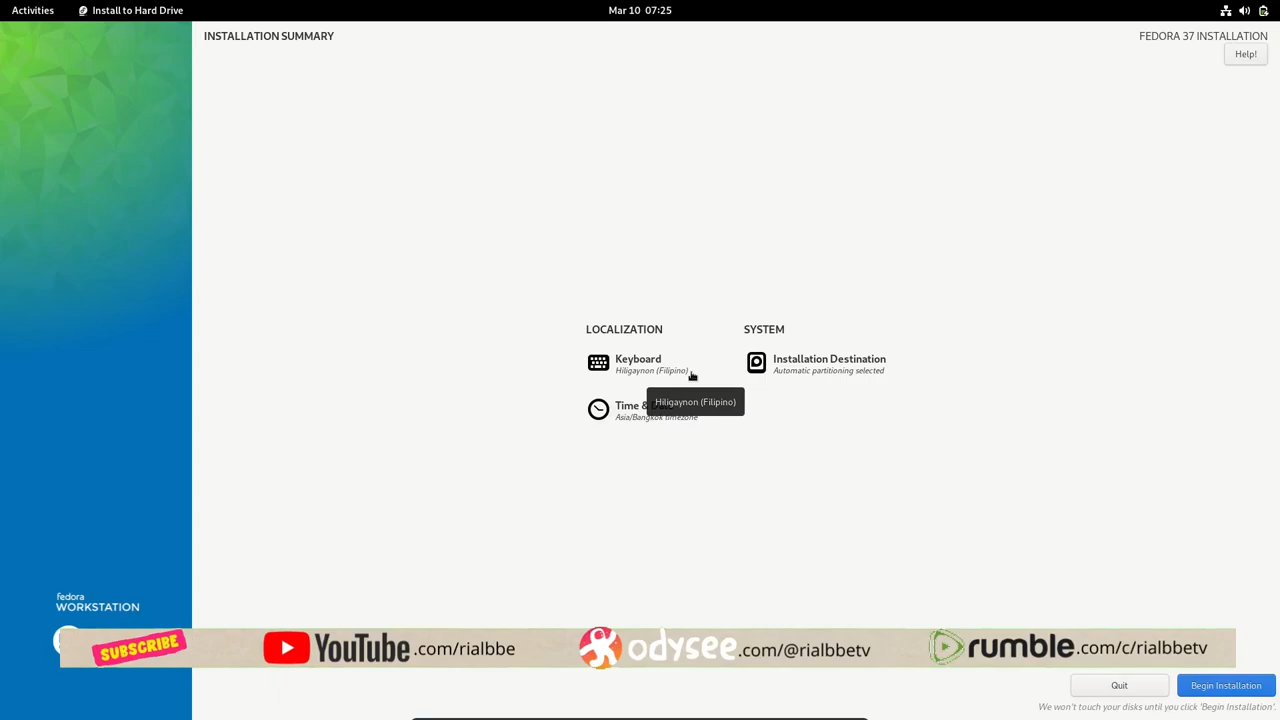 Activities
Install to Hard Drive
Mar 10 07:25
INSTALLATION SUMMARY
FEDORA 37 INSTALLATION
Help!
LOCALIZATION
SYSTEM
Keyboard
Hiligaynon (Filipino)
Installation Destination
Automatic partitioning selected
Hiligaynon (Filipino)
Time &
Asia/Bangkok timezone
fedora
WORKSTATION
SUBSCRIBE
YouTube.com/rialbbe
odysee.com/@rialbbetv
rumble.com/c/rialbbetv
Quit
Begin Installation
We won't touch your disks until you click 'Begin Installation'.